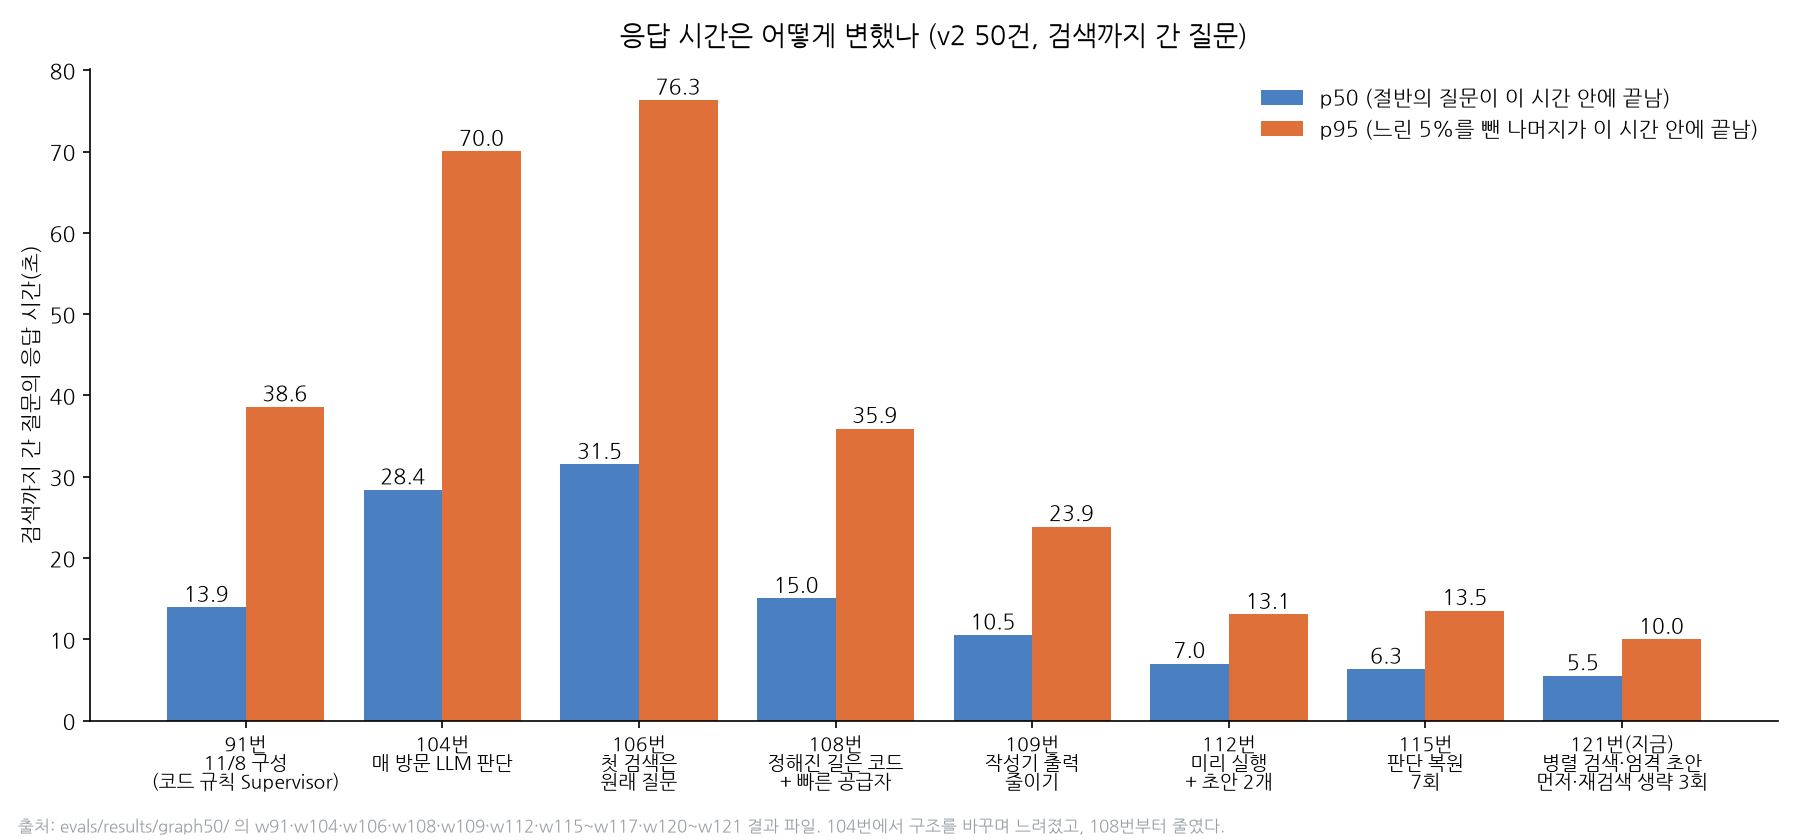 응답 시간은 어떻게 변했나 (v2 50건, 검색까지 간 질문)
p50 (절반의 질문이 이 시간 안에 끝남)
p95 (느린 5%를 뺀 나머지가 이 시간 안에 끝남)
검색까지 간 질문의 응답 시간(초)
80
70
60
50
40
30
20
10
0
13.9
38.6
28.4
70.0
31.5
76.3
15.0
35.9
10.5
23.9
7.0
13.1
6.3
13.5
5.5
10.0
91번
11/8 구성
(코드 규칙 Supervisor)
104번
매 방문 LLM 판단
106번
첫 검색은
원래 질문
108번
정해진 길은 코드
+ 빠른 공급자
109번
작성기 출력
줄이기
112번
미리 실행
+ 초안 2개
115번
판단 복원
7회
121번(지금)
병렬 검색·엄격 초안
먼저·재검색 생략 3회
출처: evals/results/graph50/ 의 w91·w104·w106·w108·w109·w112·w115~w117·w120~w121 결과 파일. 104번에서 구조를 바꾸며 느려졌고, 108번부터 줄였다.